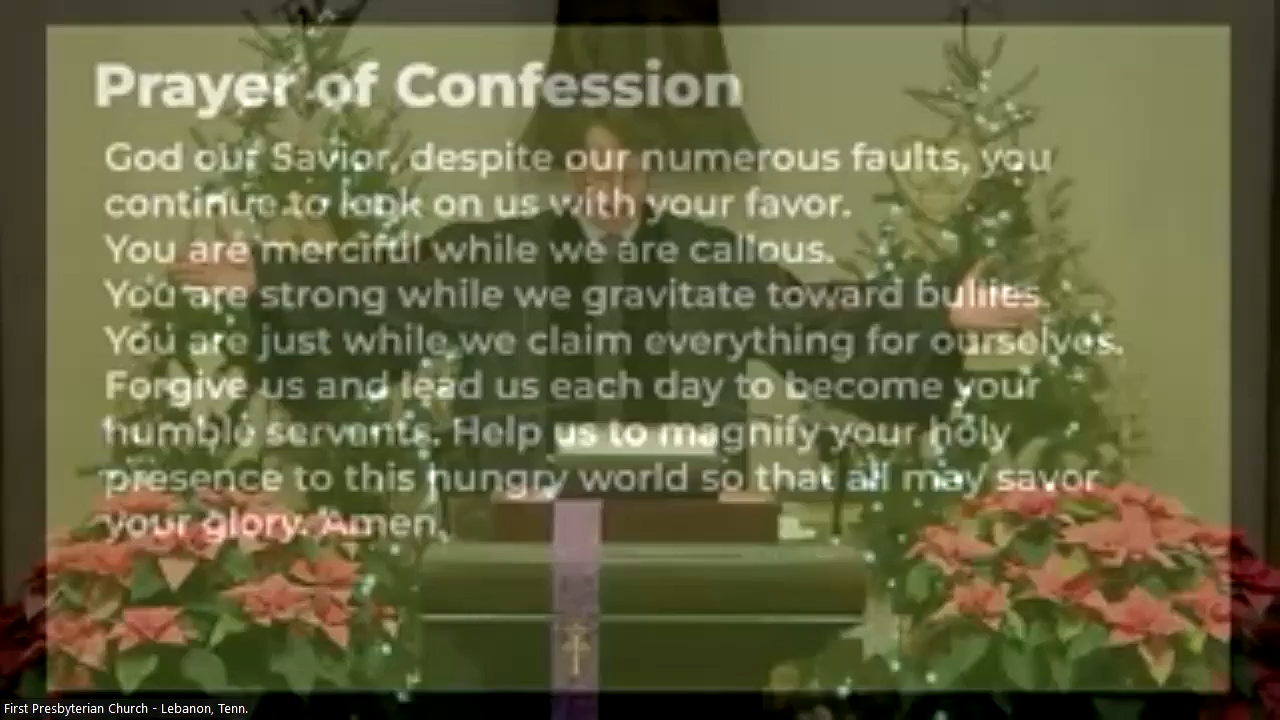 Prayer of Confession
God our Savior, despite our numerous faults, you
continue to look on us with your favor.
You are merciful while we are callous.
You are strong while we gravitate toward bullies.
You are just while we claim everything for ourselves.
Forgive us and lead us each day to become your
humble servants. Help us to magnify your holy
presence to this hungry world so that all may savor
your glory. Amen.
First Presbyterian Church - Lebanon, Tenn.